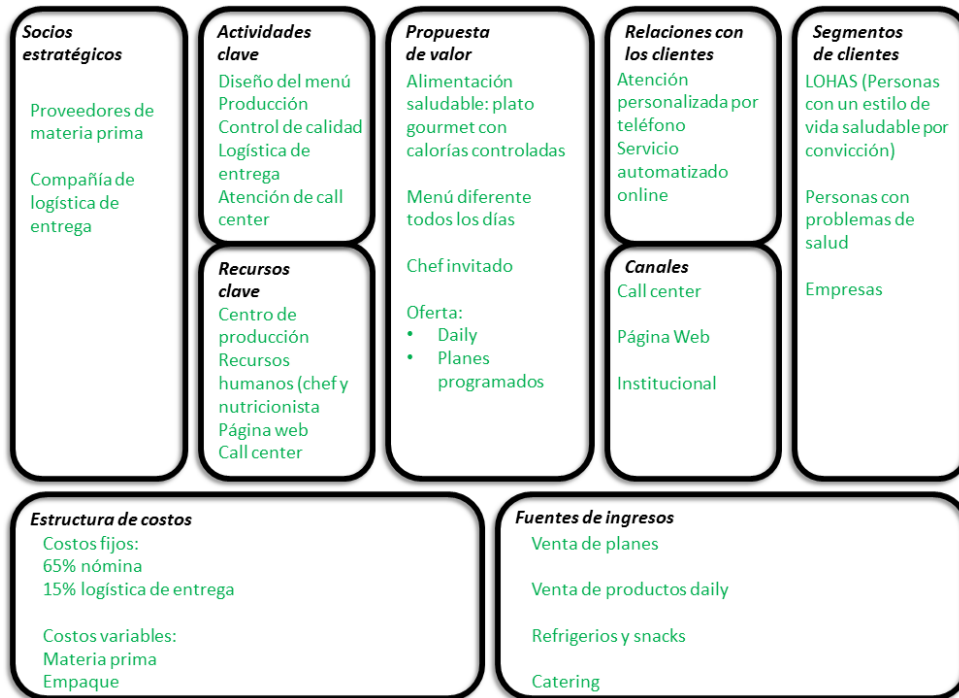 Socios
estratégicos
Proveedores de
materia prima
Compañía de
logística de
entrega
Actividades
clave
Diseño del menú
Producción
Control de calidad
Logística de
entrega
Atención de call
center
Recursos
clave
Centro de
producción
Recursos
humanos (chef y
nutricionista
Página web
Call center
Propuesta
de valor
Alimentación
saludable: plato
gourmet con
calorías controladas
Menú diferente
todos los días
Chef invitado
Oferta:
• Daily
• Planes
programados
Relaciones con
los clientes
Atención
personalizada por
teléfono
Servicio
automatizado
online
Canales
Call center
Página Web
Institucional
Segmentos
de clientes
LOHAS (Personas
con un estilo de
vida saludable por
convicción)
Personas con
problemas de
salud
Empresas
Estructura de costos
Costos fijos:
65% nómina
15% logística de entrega
Costos variables:
Materia prima
Empaque
Fuentes de ingresos
Venta de planes
Venta de productos daily
Refrigerios y snacks
Catering